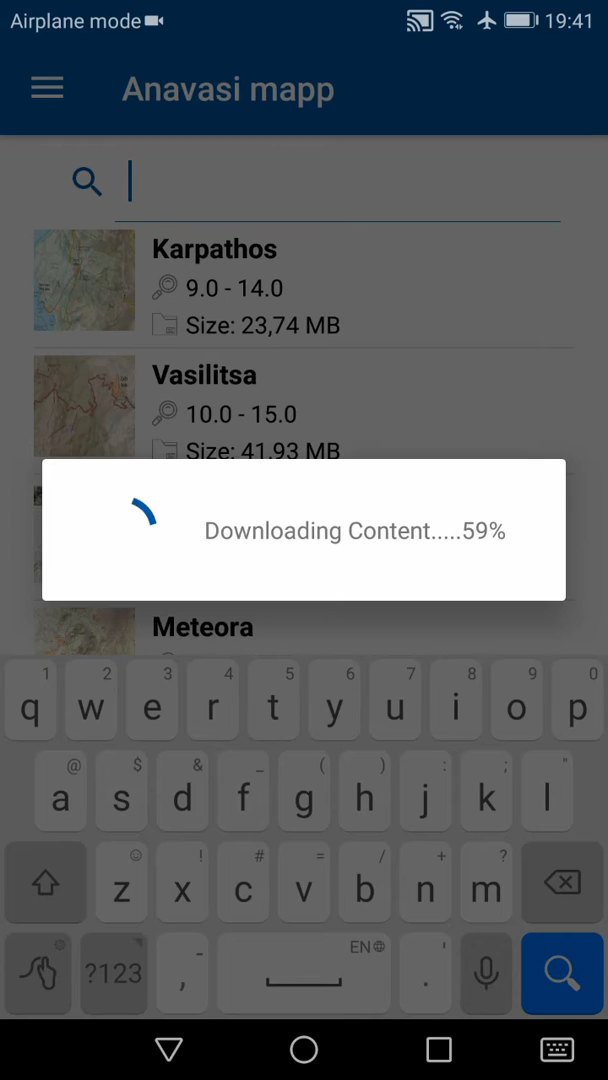 Airplane mode 19:41
Anavasi mapp
Karpathos
9.0 - 14.0
Size: 23,74 MB
Vasilitsa
10.0 - 15.0
Size: 41,93 MB
Downloading Content.....59%
Meteora
1 2 3 4 5 6 7 8 9 0
q w e r t y u i o p
@ $ & _ ( ) : ; "
a s d f g h j k l
! # = / + ?
z x c v b n m
- EN '
?123 , .